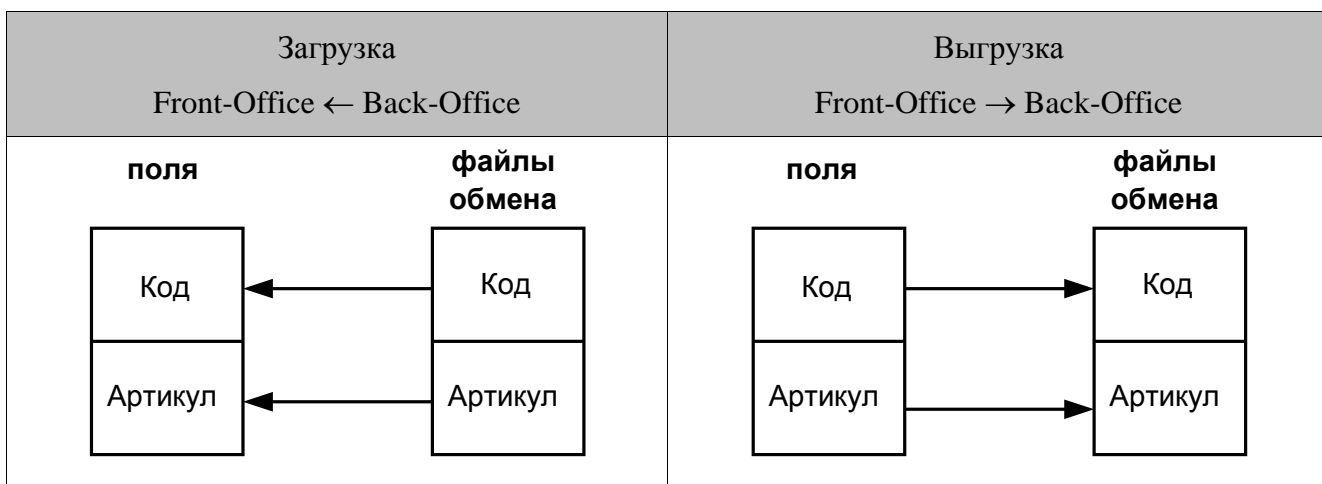 Загрузка
Front-Office ← Back-Office
Выгрузка
Front-Office → Back-Office
поля
файлы
обмена
Код
Код
Артикул
Артикул
поля
файлы
обмена
Код
Код
Артикул
Артикул